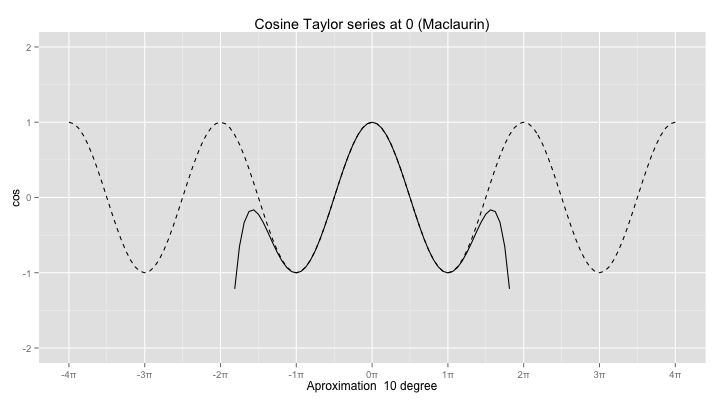 Cosine Taylor series at 0 (Maclaurin)
2
1
0
-1
-2
cos
-4π -3π -2π -1π 0π 1π 2π 3π 4π
Aproximation 10 degree